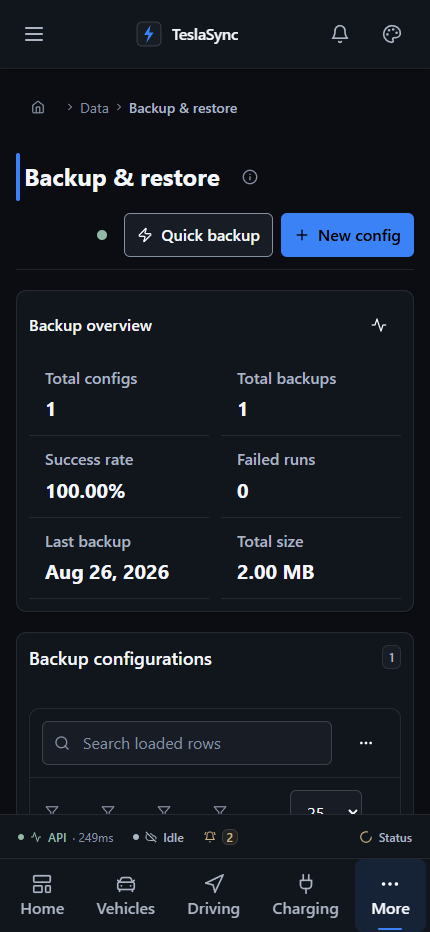 TeslaSync
Data
Backup & restore
Backup & restore
Quick backup
New config
Backup overview
Total configs
Total backups
1
1
Success rate
Failed runs
100.00%
0
Last backup
Total size
Aug 26, 2026
2.00 MB
Backup configurations
1
Search loaded rows
25
API · 249ms
Idle
2
Status
Home
Vehicles
Driving
Charging
More